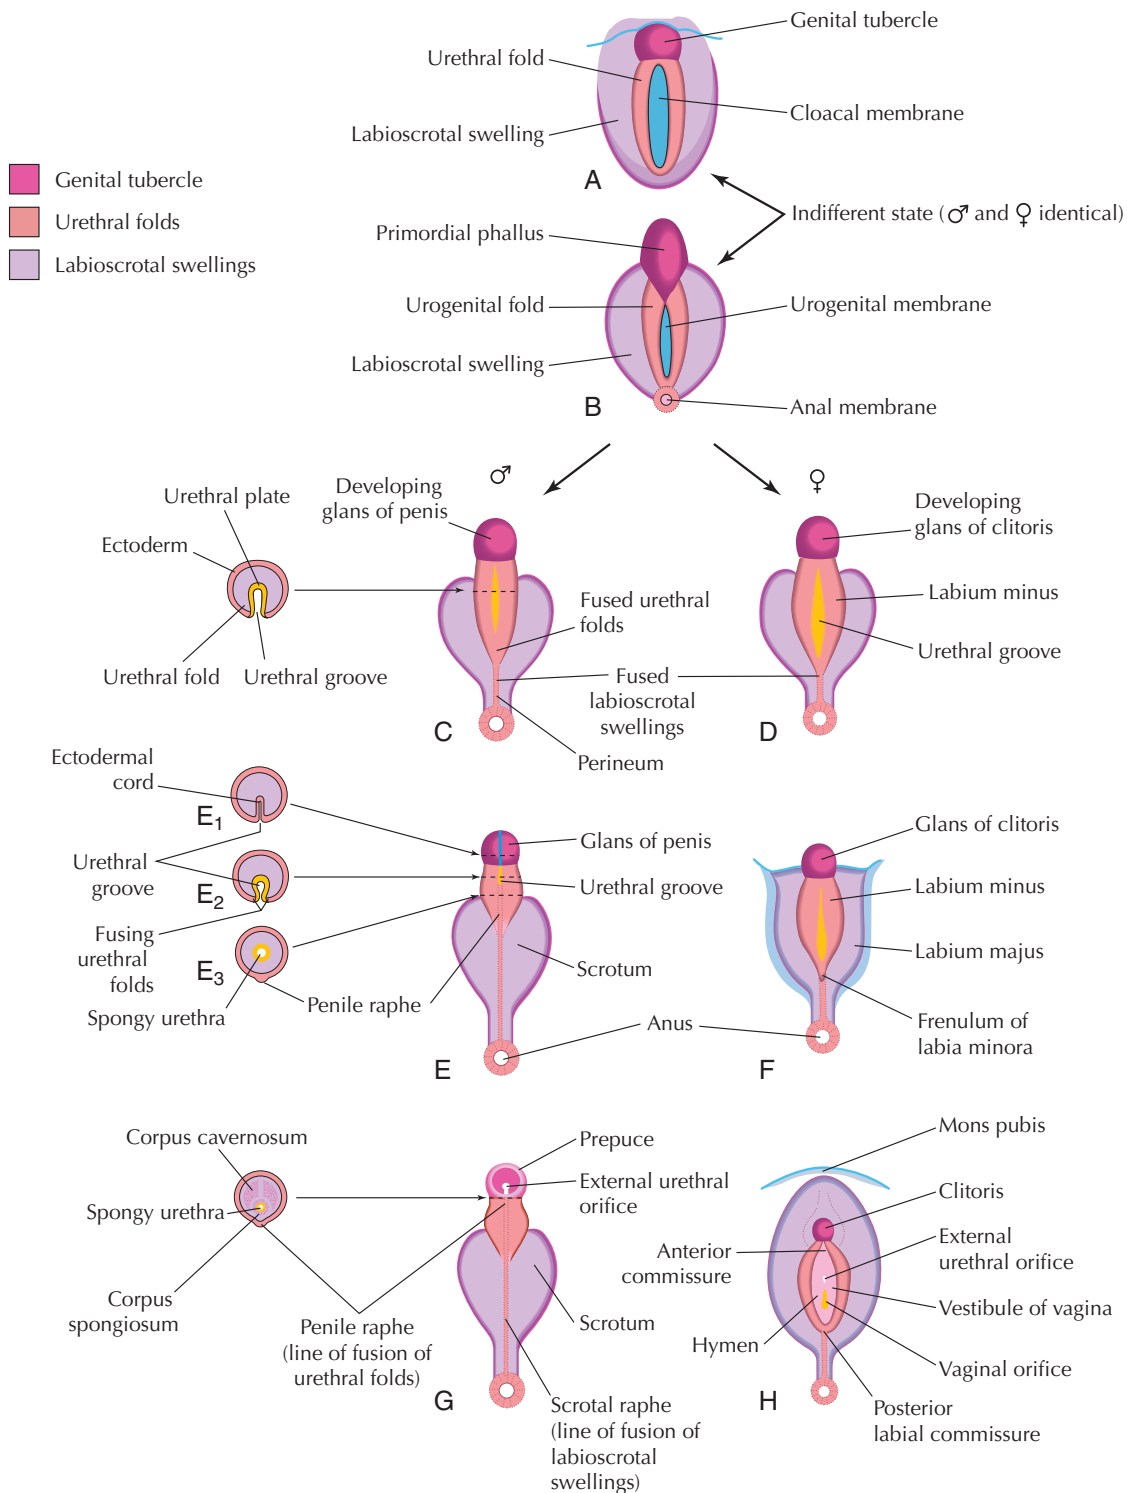 Genital tubercle
Urethral fold
Cloacal membrane
Labioscrotal swelling
A
Genital tubercle
Urethral folds
Labioscrotal swellings
Indifferent state (♂ and ♀ identical)
Primordial phallus
Urogenital fold
Urogenital membrane
Labioscrotal swelling
B
Anal membrane
♂
♀
Urethral plate
Ectoderm
Urethral fold
Urethral groove
Developing
glans of penis
Fused urethral
folds
Fused
labioscrotal
swellings
Perineum
C
Developing
glans of clitoris
Labium minus
Urethral groove
D
Ectodermal
cord
E1
Urethral
groove
E2
Fusing
urethral
folds
E3
Spongy urethra
Penile raphe
Glans of penis
Urethral groove
Scrotum
Anus
E
Glans of clitoris
Labium minus
Labium majus
Frenulum of
labia minora
F
Corpus cavernosum
Spongy urethra
Corpus
spongiosum
Penile raphe
(line of fusion of
urethral folds)
Prepuce
External urethral
orifice
Scrotum
G
Scrotal raphe
(line of fusion of
labioscrotal
swellings)
Mons pubis
Clitoris
Anterior
commissure
External
urethral orifice
Vestibule of vagina
Hymen
Vaginal orifice
H
Posterior
labial commissure